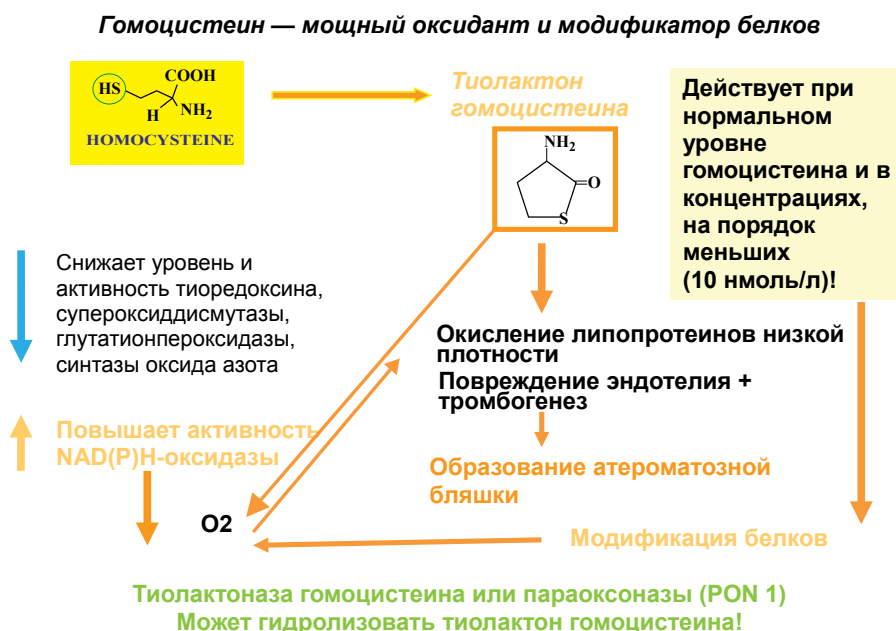 Гомоцистеин — мощный оксидант и модификатор белков
HS
COOH
H
NH2
HOMOCYSTEINE
Тиолактон
гомоцистеина
NH2
O
S
Действует при
нормальном
уровне
гомоцистеина и в
концентрациях,
на порядок
меньших
(10 нмоль/л)!
Снижает уровень и
активность тиоредоксина,
супероксиддисмутазы,
глутатионпероксидазы,
синтазы оксида азота
Окисление липопротеинов низкой
плотности
Повреждение эндотелия +
тромбогенез
Повышает активность
NAD(P)H-оксидазы
Образование атероматозной
бляшки
O2
Модификация белков
Тиолактоназа гомоцистеина или параоксоназы (PON 1)
Может гидролизовать тиолактон гомоцистеина!